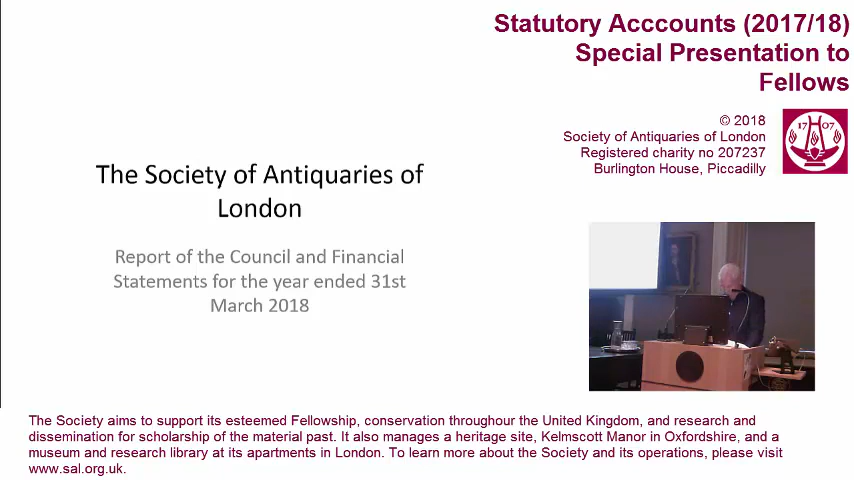 Statutory Acccounts (2017/18)
Special Presentation to
Fellows
© 2018
Society of Antiquaries of London
Registered charity no 207237
Burlington House, Piccadilly
17 07
The Society of Antiquaries of
London
Report of the Council and Financial
Statements for the year ended 31st
March 2018
The Society aims to support its esteemed Fellowship, conservation throughour the United Kingdom, and research and
dissemination for scholarship of the material past. It also manages a heritage site, Kelmscott Manor in Oxfordshire, and a
museum and research library at its apartments in London. To learn more about the Society and its operations, please visit
www.sal.org.uk.